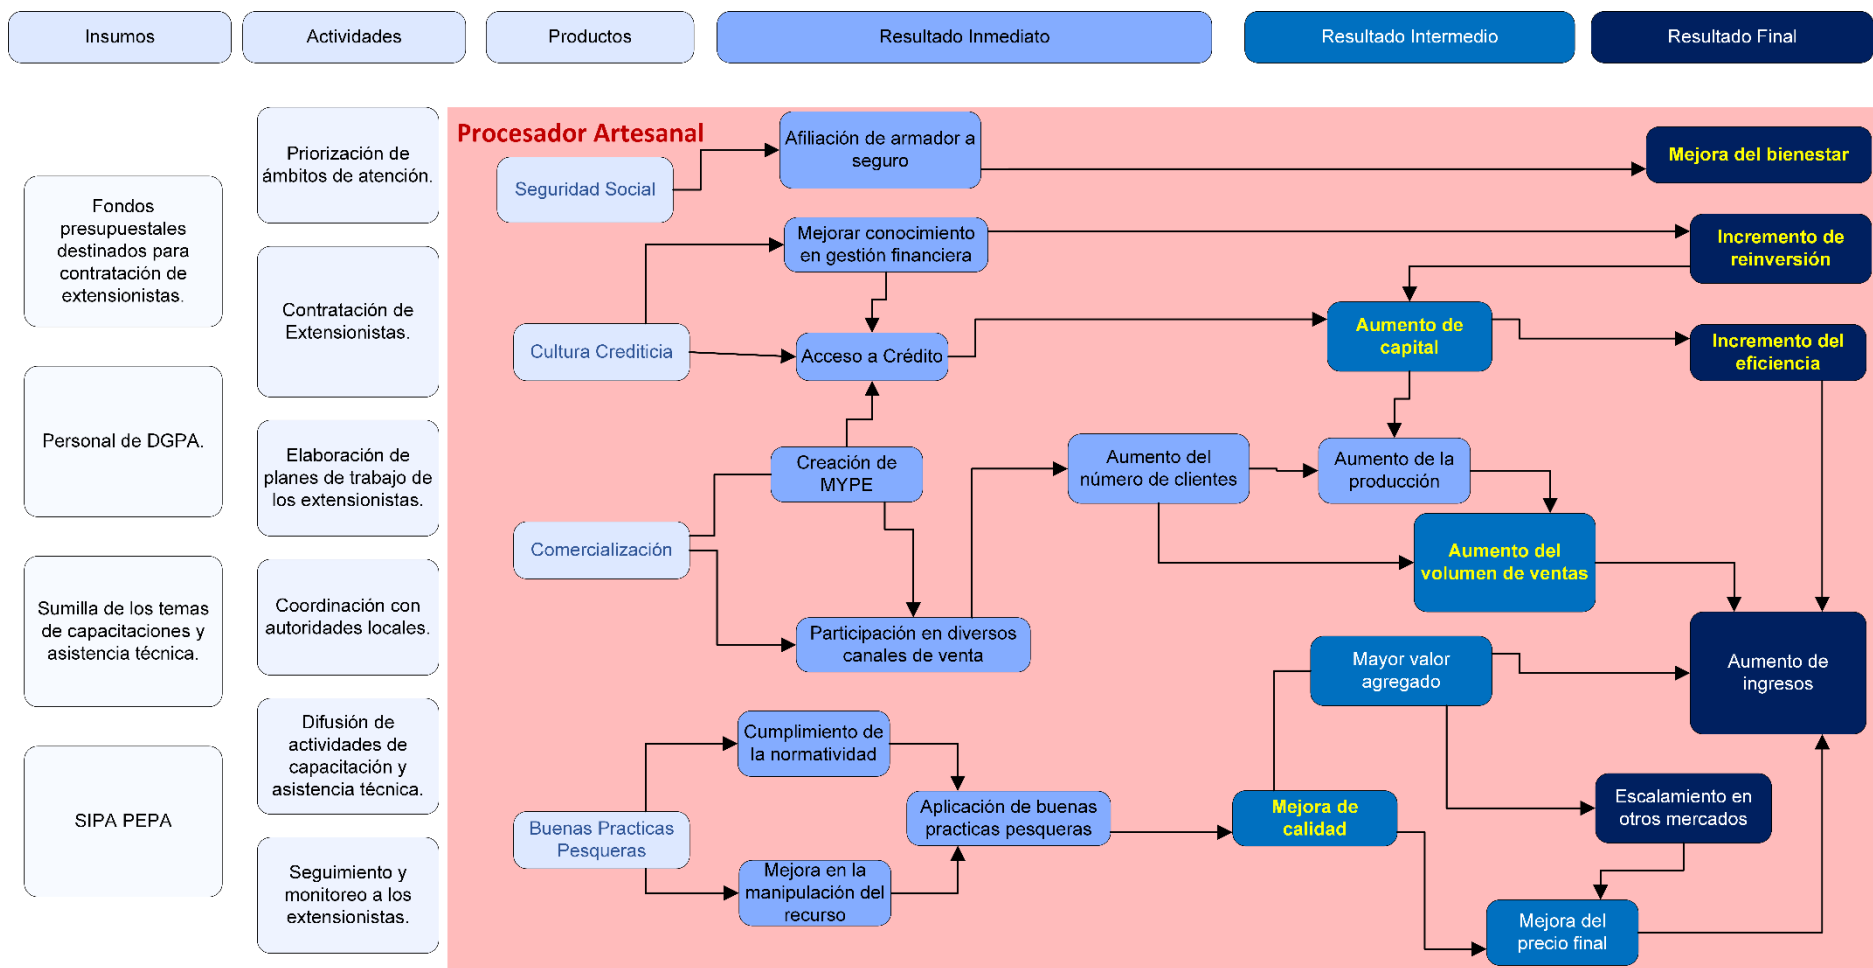 Insumos
Actividades
Productos
Resultado Inmediato
Resultado Intermedio
Resultado Final
Fondos
presupuestales
destinados para
contratación de
extensionistas.
Personal de DGPA.
Sumilla de los temas
de capacitaciones y
asistencia técnica.
SIPA PEPA
Priorización de
ámbitos de atención.
Contratación de
Extensionistas.
Elaboración de
planes de trabajo de
los extensionistas.
Coordinación con
autoridades locales.
Difusión de
actividades de
capacitación y
asistencia técnica.
Seguimiento y
monitoreo a los
extensionistas.
Procesador Artesanal
Seguridad Social
Cultura Crediticia
Comercialización
Buenas Practicas
Pesqueras
Afiliación de armador a
seguro
Mejorar conocimiento
en gestión financiera
Acceso a Crédito
Creación de
MYPE
Participación en diversos
canales de venta
Cumplimiento de
la normatividad
Mejora en la
manipulación del
recurso
Aplicación de buenas
practicas pesqueras
Aumento del
número de clientes
Aumento de
capital
Aumento de la
producción
Aumento del
volumen de ventas
Mayor valor
agregado
Mejora de
calidad
Mejora del
precio final
Mejora del bienestar
Incremento de
reinversión
Incremento del
eficiencia
Aumento de
ingresos
Escalamiento en
otros mercados